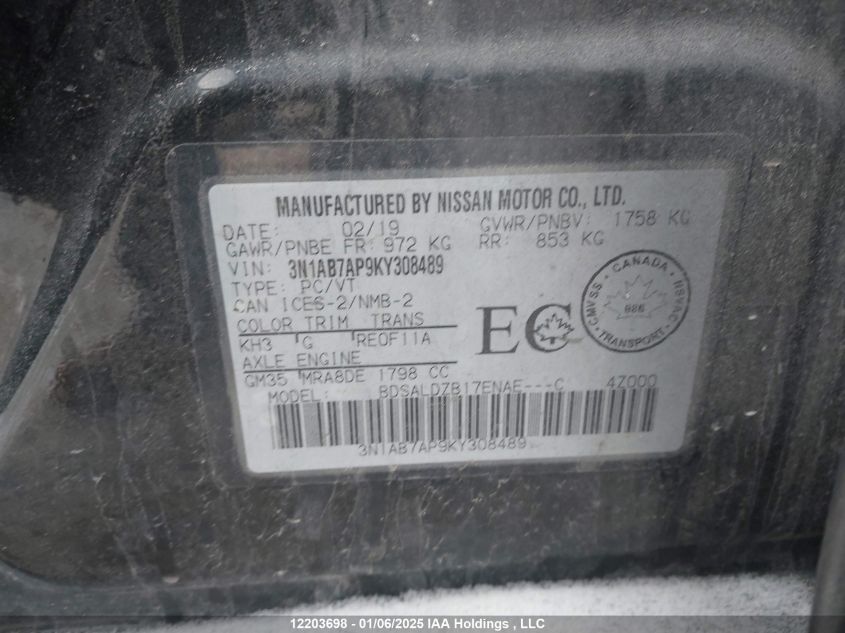 MANUFACTURED BY NISSAN MOTOR CO., LTD.
DATE: 02/19 GVWR/PNBV: 1758 KG
GAWR/PNBE FR: 972 KG RR: 853 KG
VIN: 3N1AB7AP9KY308489
TYPE: PC/VT
CAN ICES-2/NMB-2
COLOR TRIM TRANS
KH3 G RE0F11A
AXLE ENGINE
GM35 MRA8DE 1798 CC
MODEL: BDSALDZB17ENAE---C 4Z000
3N1AB7AP9KY308489
EC
CANADA
CMVSS
NSVAC
TRANSPORT
12203698 - 01/06/2025 IAA Holdings , LLC